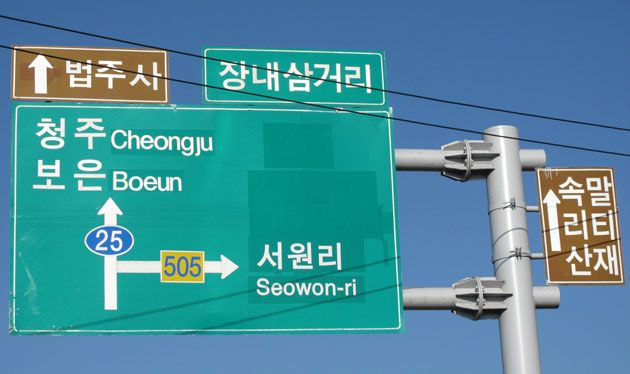 법주사
장내삼거리
청주 Cheongju
보은 Boeun
25
505
서원리
Seowon-ri
속말
리티
산재